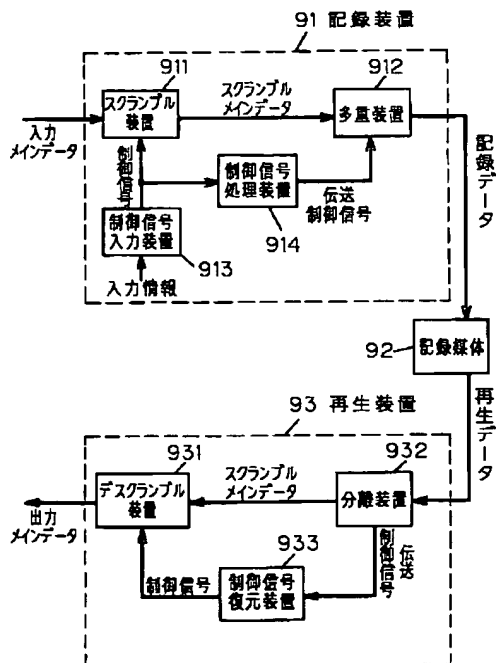 91 記録装置
911
スクランブル
装置
スクランブル
メインデータ
912
多重装置
入力
メインデータ
制御信号
制御信号
処理装置
914
伝送
制御信号
制御信号
入力装置
913
入力情報
記録データ
92
記録媒体
再生データ
93 再生装置
931
デスクランブル
装置
スクランブル
メインデータ
932
分離装置
出力
メインデータ
制御信号
933
制御信号
復元装置
伝送
制御信号